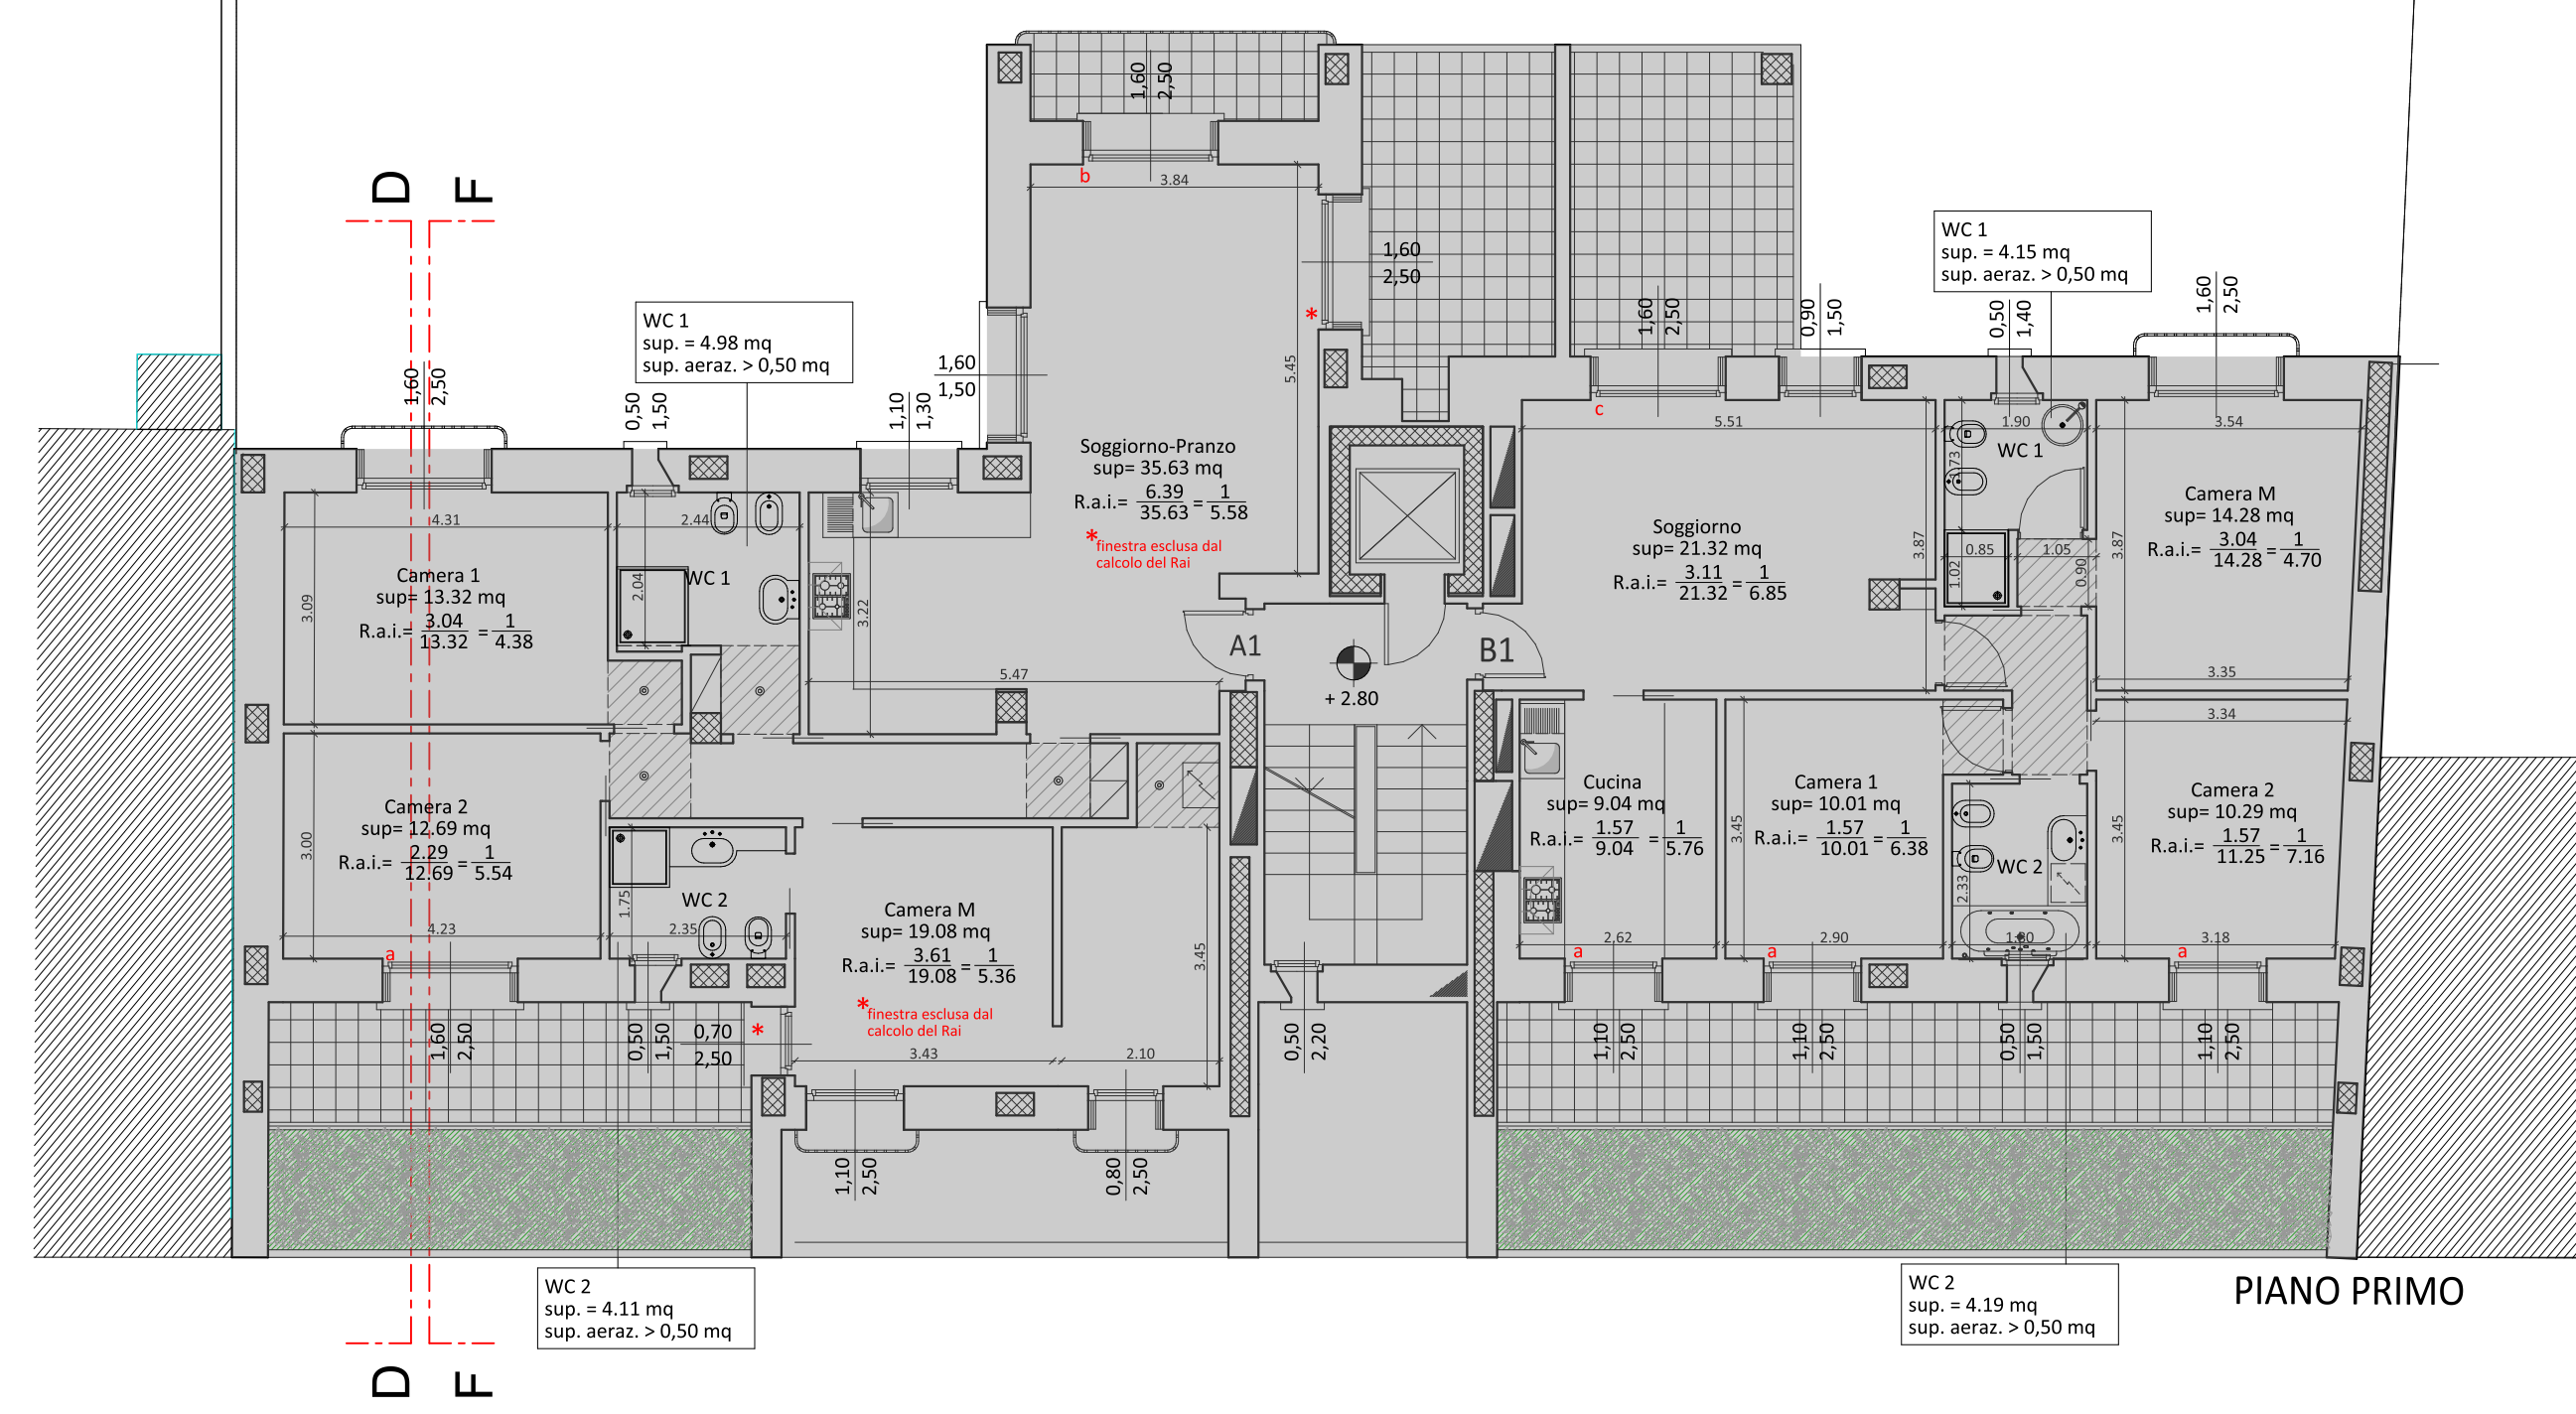 D
F
1,60
2,50
1,60
2,50
b
3.84
1,60
2,50
*
5.45
WC 1
sup. = 4.98 mq
sup. aeraz. > 0,50 mq
0,50
1,50
1,10
1,30
1,60
1,50
1,60
2,50
0,90
1,50
WC 1
sup. = 4.15 mq
sup. aeraz. > 0,50 mq
0,50
1,40
1,60
2,50
4.31
3.09
Camera 1
sup= 13.32 mq
R.a.i.= 3.04 = 1
13.32 4.38
2.44
2.04
WC 1
3.22
5.47
Soggiorno-Pranzo
sup= 35.63 mq
R.a.i.= 6.39 = 1
35.63 5.58
*
finestra esclusa dal
calcolo del Rai
A1
B1
+ 2.80
c
5.51
3.87
Soggiorno
sup= 21.32 mq
R.a.i.= 3.11 = 1
21.32 6.85
1.90
WC 1
0.85
1.05
1.02
0.90
3.54
3.87
Camera M
sup= 14.28 mq
R.a.i.= 3.04 = 1
14.28 4.70
3.35
3.34
3.00
Camera 2
sup= 12.69 mq
R.a.i.= 2.29 = 1
12.69 5.54
4.23
a
WC 2
1.75
2.35
Camera M
sup= 19.08 mq
R.a.i.= 3.61 = 1
19.08 5.36
*
finestra esclusa dal
calcolo del Rai
3.45
3.43
2.10
Cucina
sup= 9.04 mq
R.a.i.= 1.57 = 1
9.04 5.76
2.62
a
3.45
Camera 1
sup= 10.01 mq
R.a.i.= 1.57 = 1
10.01 6.38
2.90
a
WC 2
2.33
3.45
Camera 2
sup= 10.29 mq
R.a.i.= 1.57 = 1
11.25 7.16
3.18
a
1,60
2,50
0,50
1,50
0,70
2,50
*
1,10
2,50
0,80
2,50
0,50
2,20
1,10
2,50
1,10
2,50
0,50
1,50
1,10
2,50
WC 2
sup. = 4.11 mq
sup. aeraz. > 0,50 mq
WC 2
sup. = 4.19 mq
sup. aeraz. > 0,50 mq
PIANO PRIMO
D
F